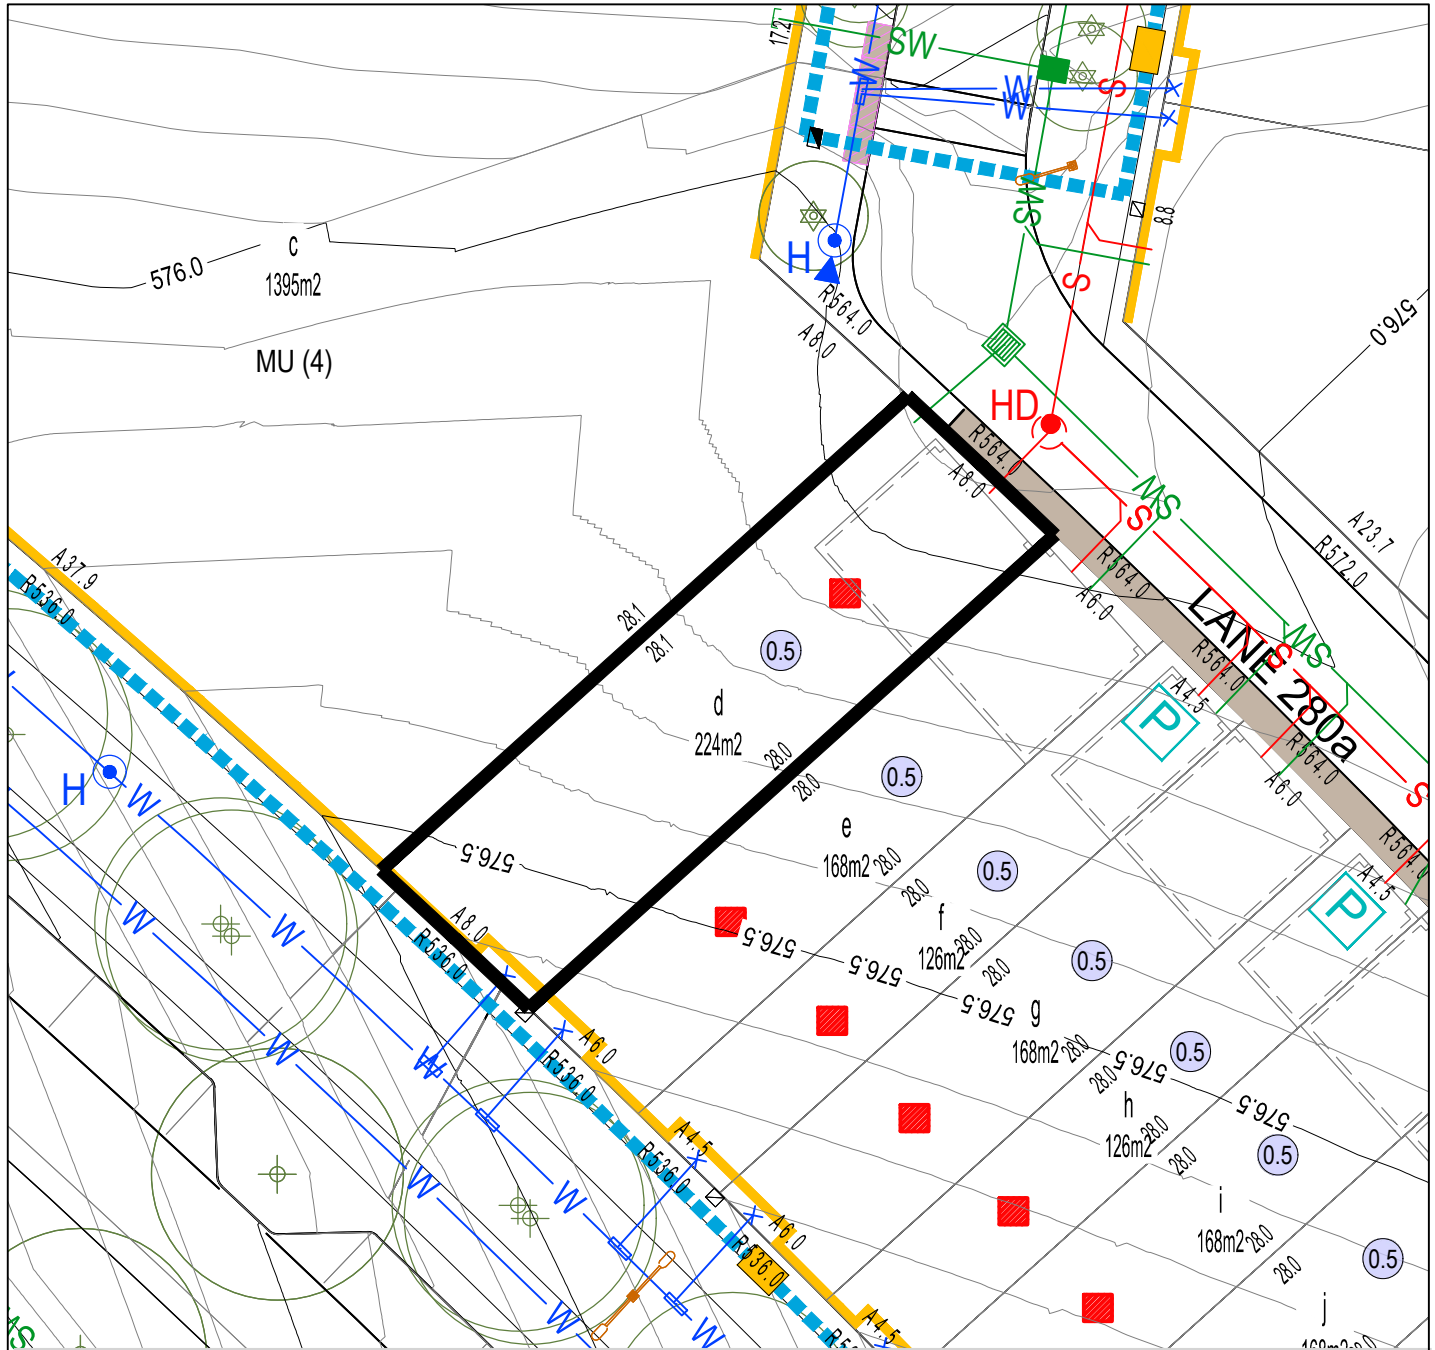 17.2
SW
W
W
W
S
SW
8.8
S
576.0
c
1395m2
MU (4)
H
R564.0
A8.0
576.0
HD
R564.0
A8.0
SW
S
A23.7
R572.0
R564.0
A6.0
LANE 280a
SW
S
R564.0
A4.5
P
R564.0
A6.0
S
R564.0
A4.5
P
A37.9
R536.0
28.1
28.1
0.5
d
224m2
28.0
28.0
0.5
e
168m2
28.0
28.0
0.5
f
126m2
28.0
28.0
0.5
g
168m2
28.0
28.0
0.5
h
126m2
28.0
28.0
0.5
i
168m2
28.0
28.0
0.5
j
168m2
576.5
576.5
576.5
576.5
576.5
576.5
H
W
W
W
W
W
W
W
W
W
A8.0
R536.0
A6.0
R536.0
A4.5
R536.0
A6.0
R536.0
A4.5